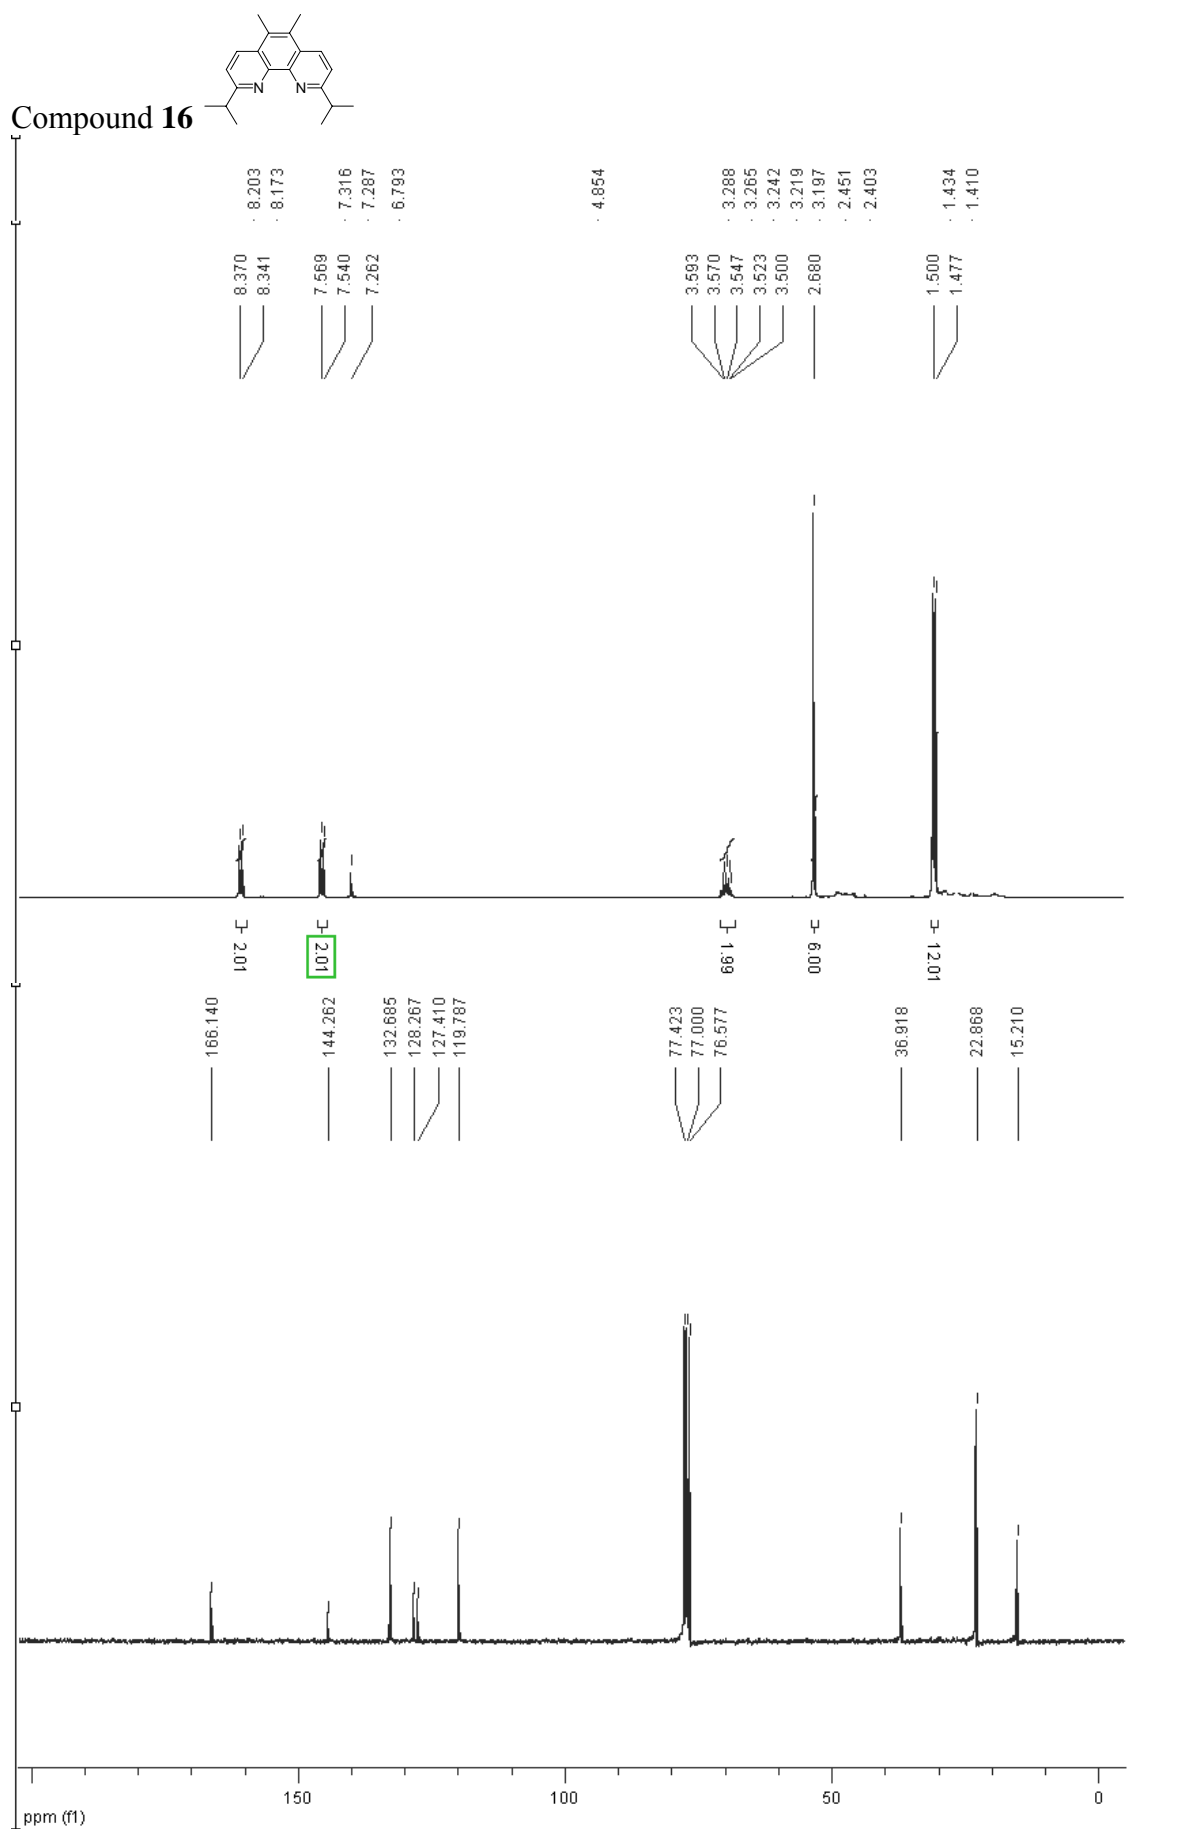 N N
Compound 16
8.203 8.173 7.316 7.287 6.793 4.854 3.288 3.265 3.242 3.219 3.197 2.451 2.403 1.434 1.410
8.370 8.341 7.569 7.540 7.262 3.593 3.570 3.547 3.523 3.500 2.680 1.500 1.477
2.01 2.01 1.99 6.00 12.01
166.140 144.262 132.685 128.267 127.410 119.787 77.423 77.000 76.577 36.918 22.868 15.210
150 100 50 0
ppm (f1)